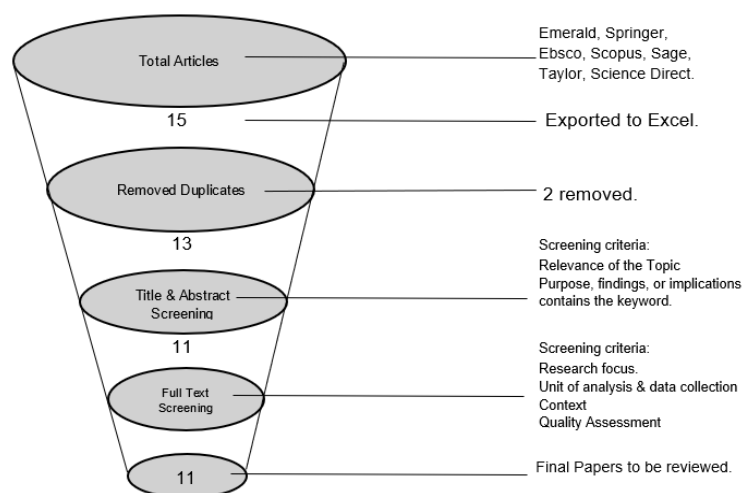 Total Articles
Emerald, Springer,
Ebsco, Scopus, Sage,
Taylor, Science Direct.
15
Exported to Excel.
Removed Duplicates
2 removed.
13
Title & Abstract
Screening
Screening criteria:
Relevance of the Topic
Purpose, findings, or implications
contains the keyword.
11
Full Text
Screening
Screening criteria:
Research focus.
Unit of analysis & data collection
Context
Quality Assessment
11
Final Papers to be reviewed.